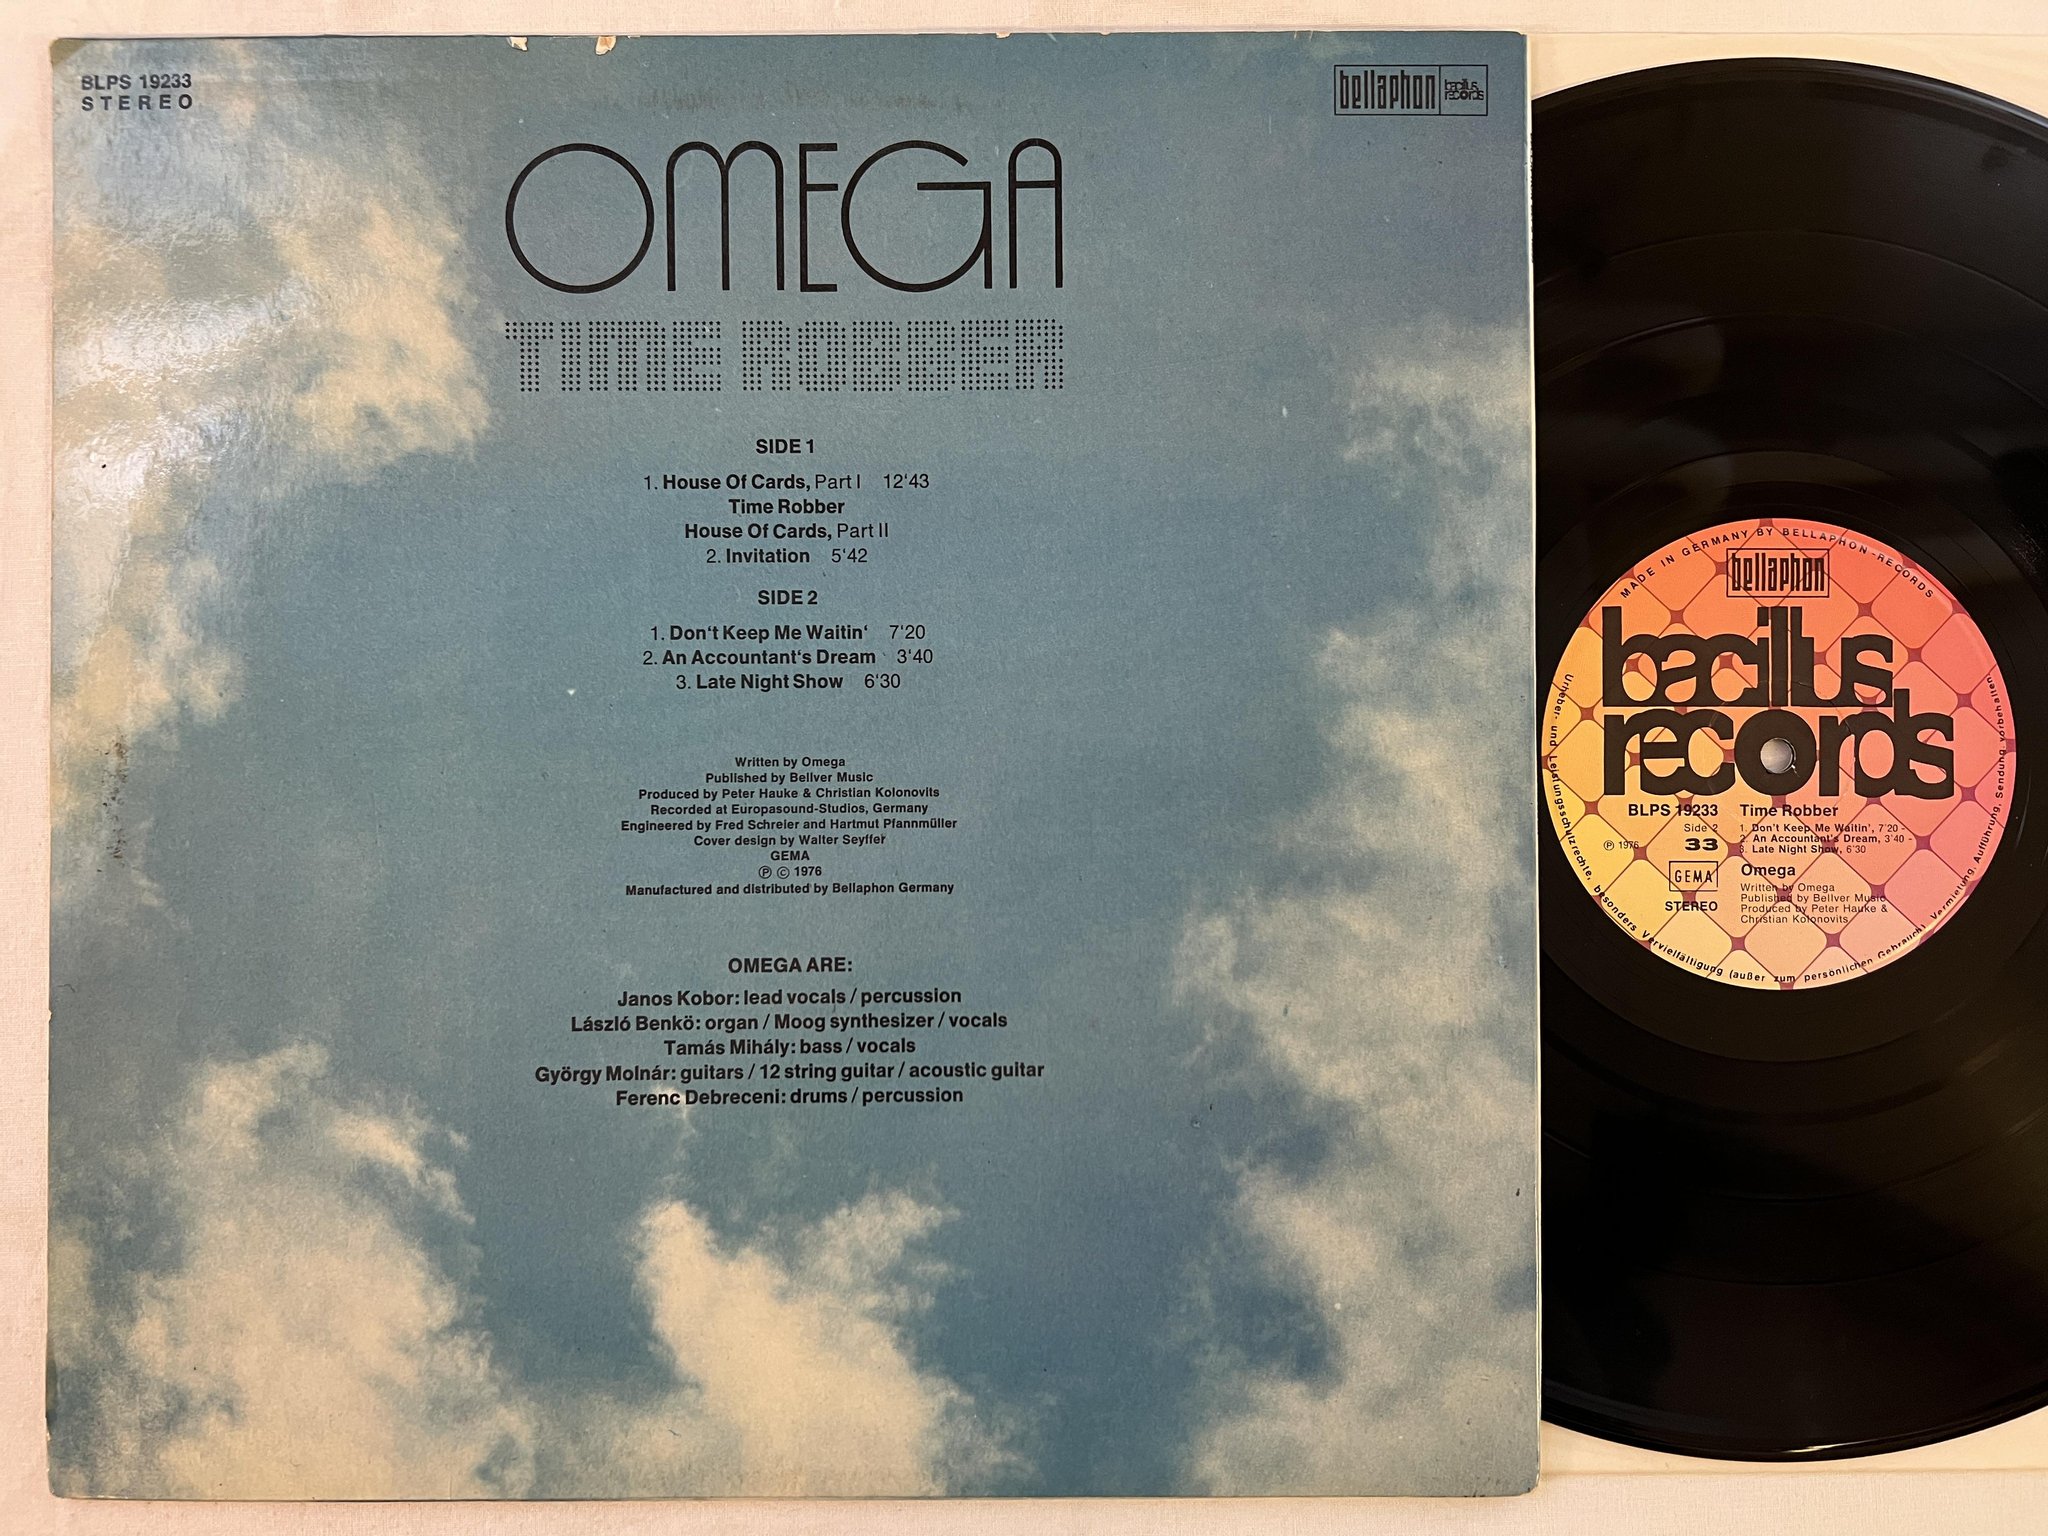 BLPS 19233
STEREO
bellaphon bacillus records
OMEGA
TIME ROBBER
SIDE 1
1. House Of Cards, Part I 12‘43
Time Robber
House Of Cards, Part II
2. Invitation 5‘42
SIDE 2
1. Don‘t Keep Me Waitin‘ 7‘20
2. An Accountant‘s Dream 3‘40
3. Late Night Show 6‘30
Written by Omega
Published by Bellver Music
Produced by Peter Hauke & Christian Kolonovits
Recorded at Europasound-Studios, Germany
Engineered by Fred Schreier and Hartmut Pfannmüller
Cover design by Walter Seyffer
GEMA
Ⓟ © 1976
Manufactured and distributed by Bellaphon Germany
OMEGA ARE:
Janos Kobor: lead vocals / percussion
László Benkö: organ / Moog synthesizer / vocals
Tamás Mihály: bass / vocals
György Molnár: guitars / 12 string guitar / acoustic guitar
Ferenc Debreceni: drums / percussion
MADE IN GERMANY BY BELLAPHON-RECORDS
bellaphon
bacillus
records
BLPS 19233 Time Robber
Side 2 1. Don't Keep Me Waitin', 7'20 -
2. An Accountant's Dream, 3'40 -
Ⓟ 1976 33 3. Late Night Show, 6'30
GEMA Omega
Written by Omega
Published by Bellver Music
STEREO Produced by Peter Hauke &
Christian Kolonovits
Urheber- und Leistungsschutzrechte, besonders Vervielfältigung (außer zum persönlichen Gebrauch) Vermietung, Aufführung, Sendung vorbehalten